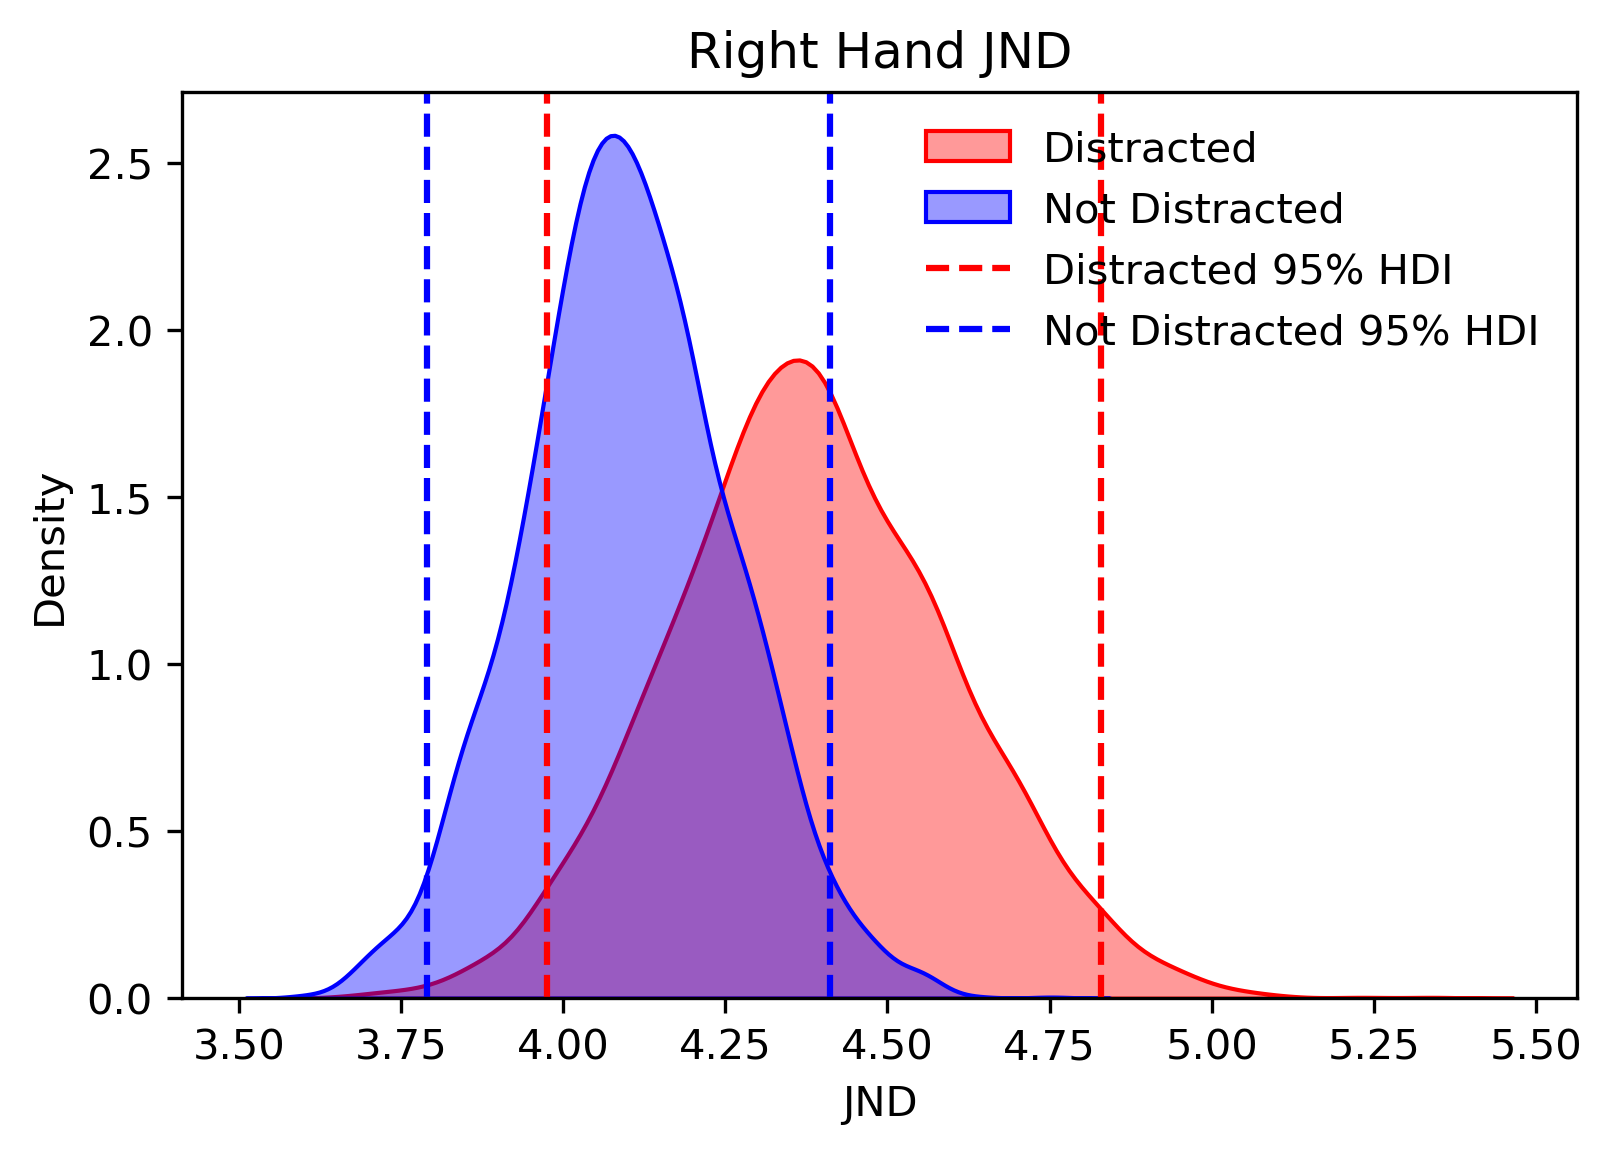 Right Hand JND
Distracted
Not Distracted
Distracted 95% HDI
Not Distracted 95% HDI
Density
2.5
2.0
1.5
1.0
0.5
0.0
3.50 3.75 4.00 4.25 4.50 4.75 5.00 5.25 5.50
JND